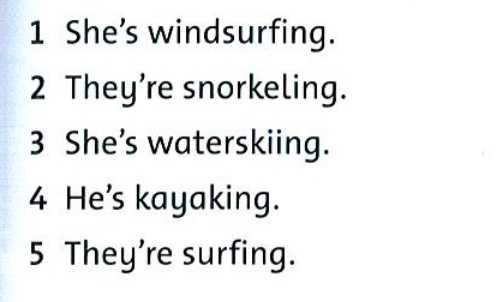 1 She's windsurfing.
2 They're snorkeling.
3 She's waterskiing.
4 He's kayaking.
5 They're surfing.